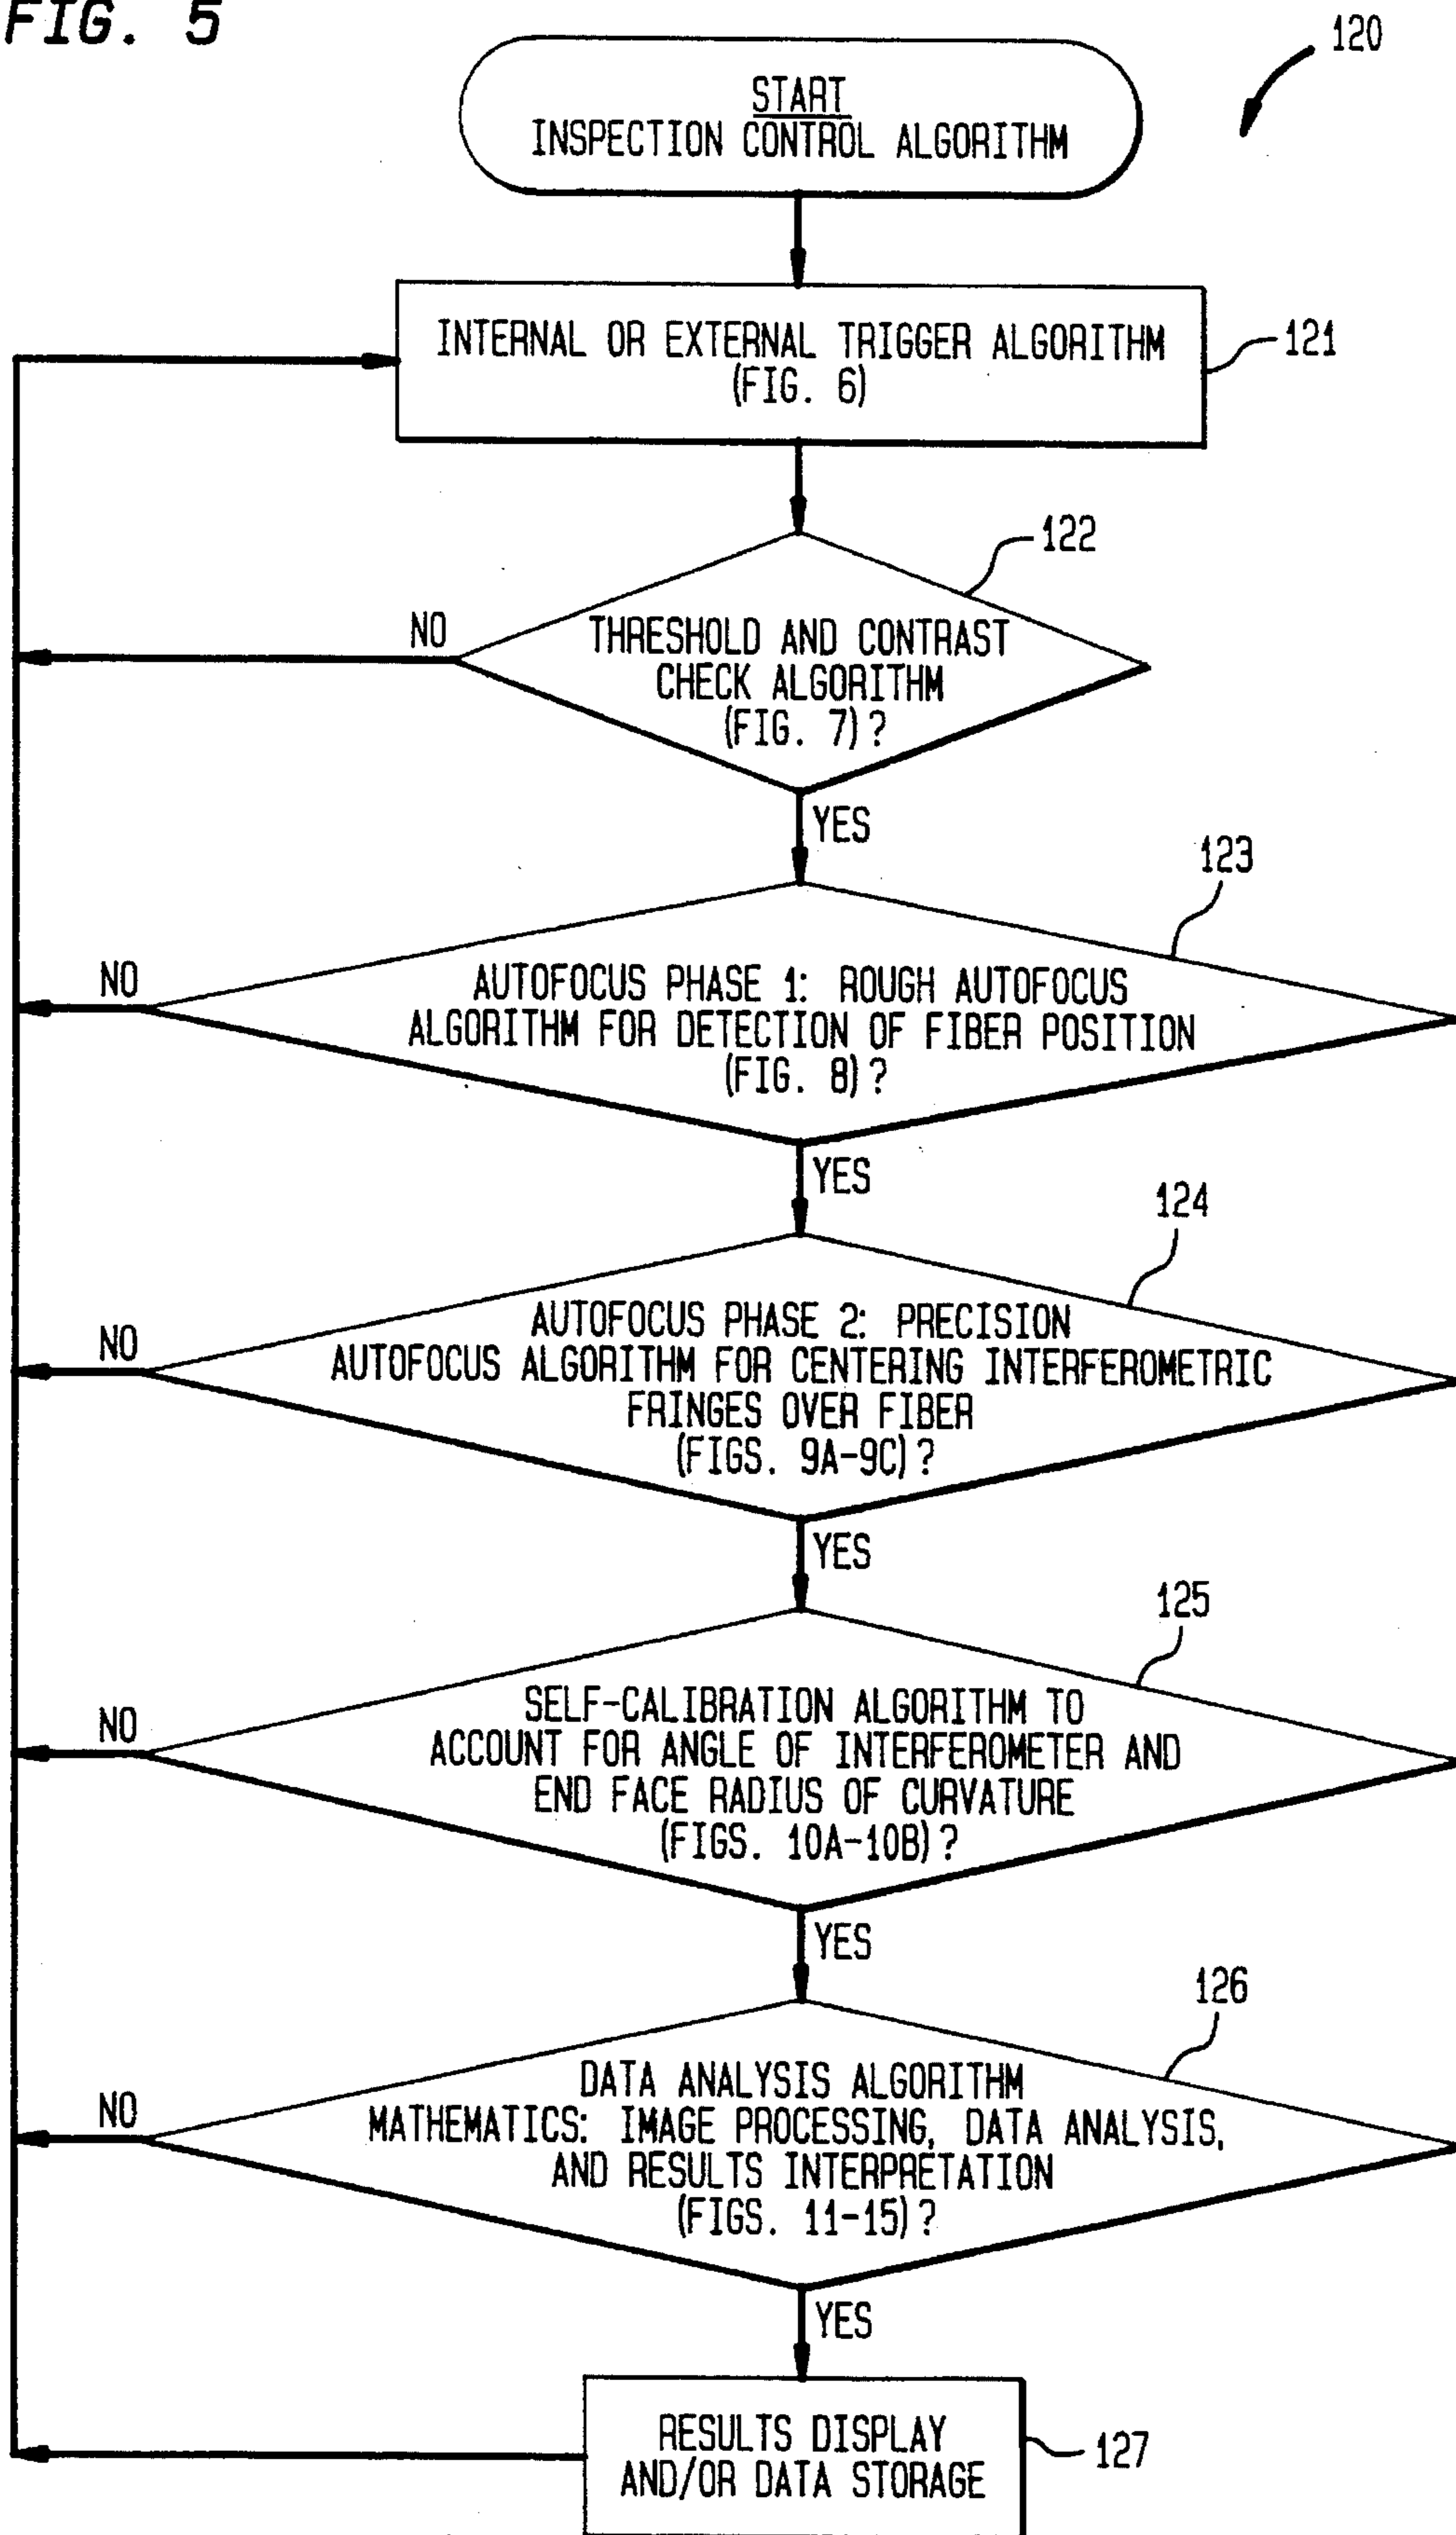 FIG. 5
120
START
INSPECTION CONTROL ALGORITHM
INTERNAL OR EXTERNAL TRIGGER ALGORITHM
(FIG. 6)
121
122
NO
THRESHOLD AND CONTRAST
CHECK ALGORITHM
(FIG. 7)?
YES
123
NO
AUTOFOCUS PHASE 1: ROUGH AUTOFOCUS
ALGORITHM FOR DETECTION OF FIBER POSITION
(FIG. 8)?
YES
124
NO
AUTOFOCUS PHASE 2: PRECISION
AUTOFOCUS ALGORITHM FOR CENTERING INTERFEROMETRIC
FRINGES OVER FIBER
(FIGS. 9A-9C)?
YES
125
NO
SELF-CALIBRATION ALGORITHM TO
ACCOUNT FOR ANGLE OF INTERFEROMETER AND
END FACE RADIUS OF CURVATURE
(FIGS. 10A-10B)?
YES
126
NO
DATA ANALYSIS ALGORITHM
MATHEMATICS: IMAGE PROCESSING, DATA ANALYSIS,
AND RESULTS INTERPRETATION
(FIGS. 11-15)?
YES
RESULTS DISPLAY
AND/OR DATA STORAGE
127